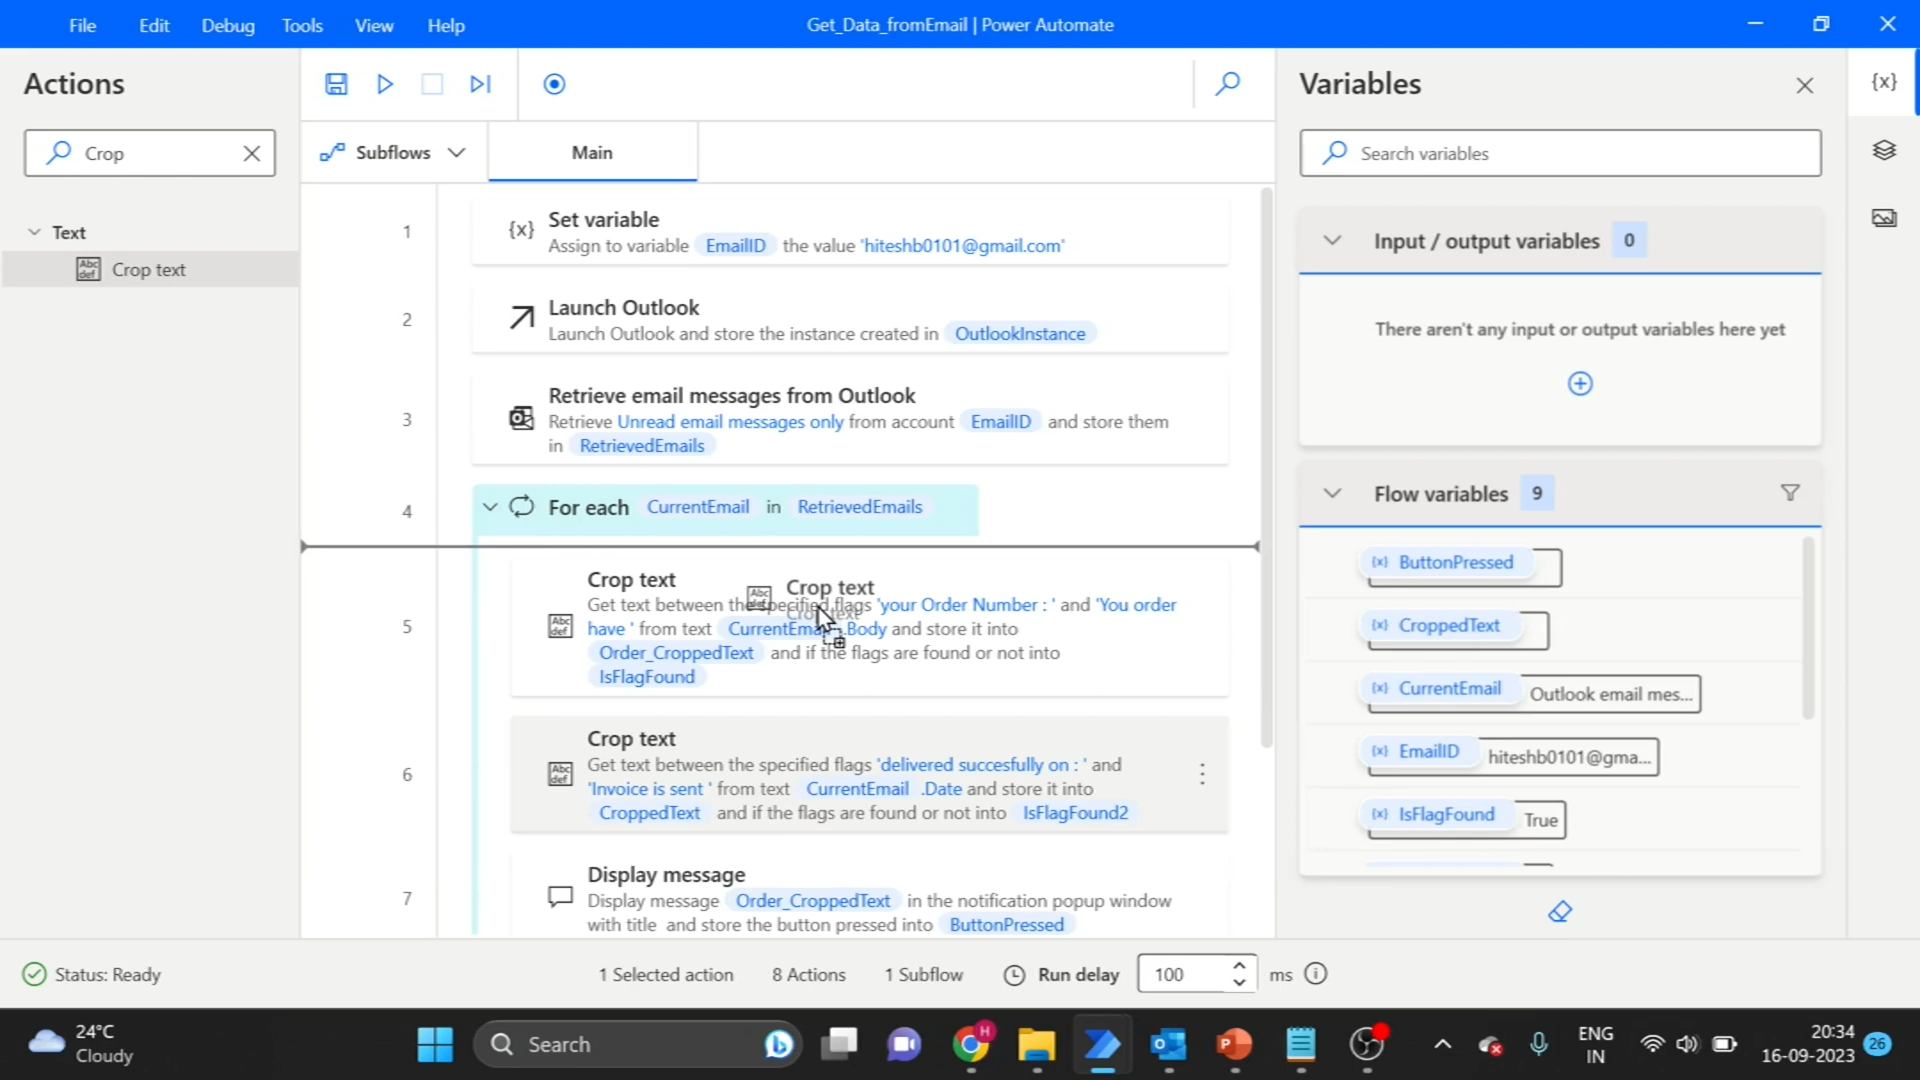 File Edit Debug Tools View Help Get_Data_fromEmail | Power Automate
Actions
Crop
Text
Abc def Crop text
Subflows Main
1 {x} Set variable
Assign to variable EmailID the value 'hiteshb0101@gmail.com'
2 Launch Outlook
Launch Outlook and store the instance created in OutlookInstance
3 Retrieve email messages from Outlook
Retrieve Unread email messages only from account EmailID and store them
in RetrievedEmails
4 For each CurrentEmail in RetrievedEmails
Crop text
Crop text
5 Abc def Crop text
Get text between the specified flags 'your Order Number : ' and 'You order
have ' from text CurrentEmail .Body and store it into
Order_CroppedText and if the flags are found or not into
IsFlagFound
6 Abc def Crop text
Get text between the specified flags 'delivered succesfully on : ' and
'Invoice is sent ' from text CurrentEmail .Date and store it into
CroppedText and if the flags are found or not into IsFlagFound2
7 Display message
Display message Order_CroppedText in the notification popup window
with title and store the button pressed into ButtonPressed
Variables
{x}
Search variables
Input / output variables 0
There aren't any input or output variables here yet
Flow variables 9
{x} ButtonPressed
{x} CroppedText
{x} CurrentEmail Outlook email mes...
{x} EmailID hiteshb0101@gma...
{x} IsFlagFound True
Status: Ready 1 Selected action 8 Actions 1 Subflow Run delay 100 ms
24°C
Cloudy
Search
H
ENG
IN
20:34
16-09-2023
26